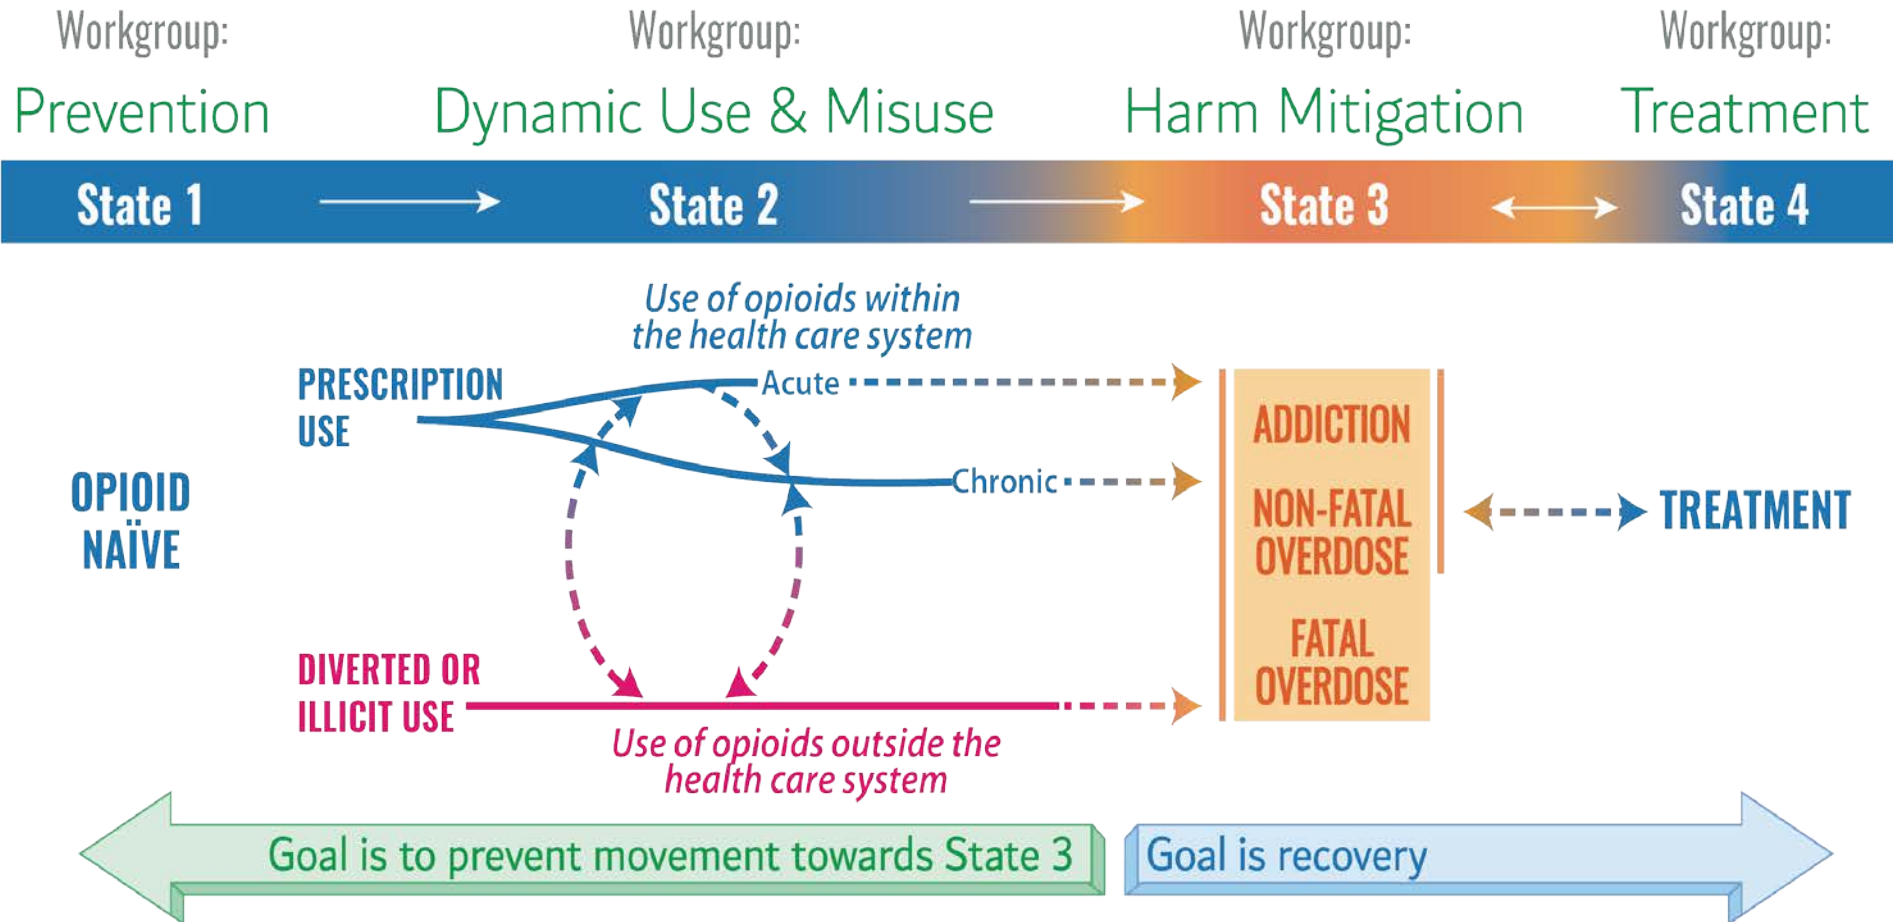 Workgroup:
Prevention
Workgroup:
Dynamic Use & Misuse
Workgroup:
Harm Mitigation
Workgroup:
Treatment
State 1
State 2
State 3
State 4
Use of opioids within
the health care system
PRESCRIPTION
USE
Acute
Chronic
OPIOID
NAÏVE
DIVERTED OR
ILLICIT USE
Use of opioids outside the
health care system
ADDICTION
NON-FATAL
OVERDOSE
FATAL
OVERDOSE
TREATMENT
Goal is to prevent movement towards State 3
Goal is recovery